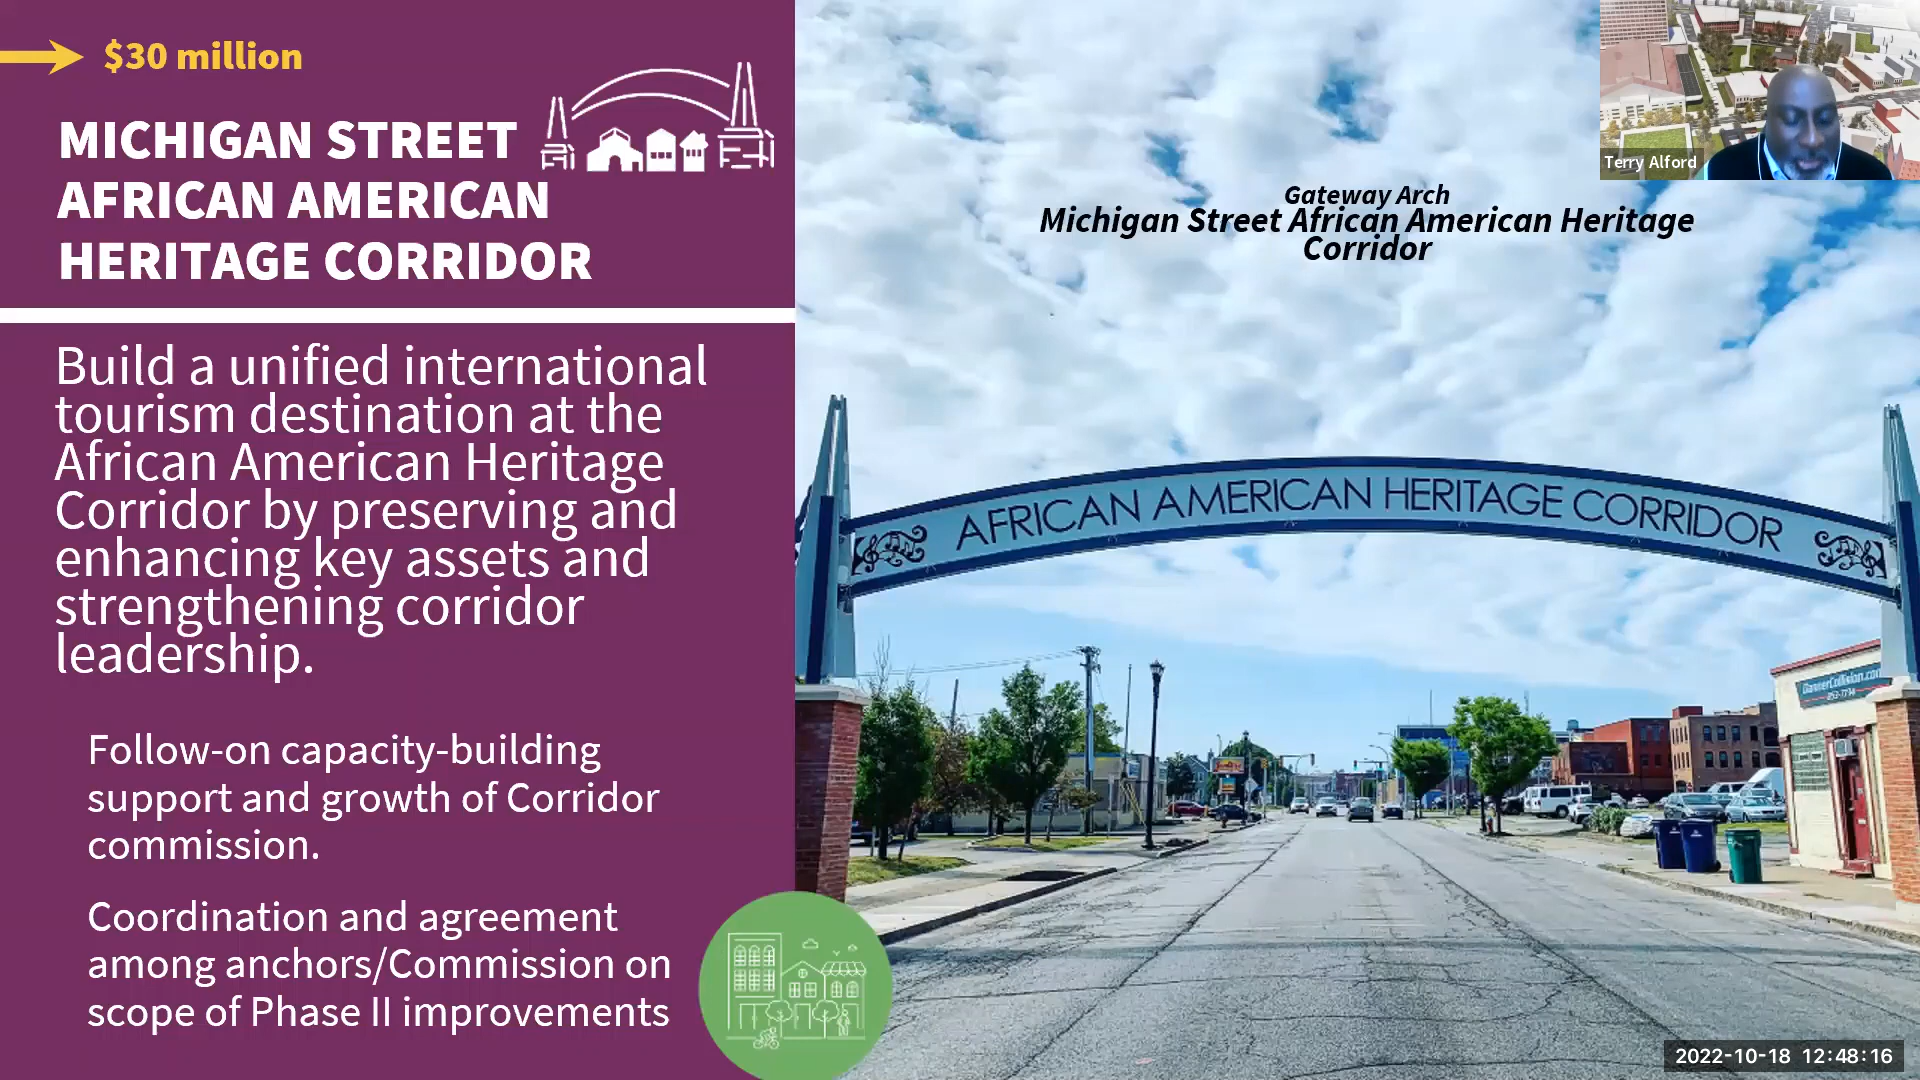 $30 million
MICHIGAN STREET
AFRICAN AMERICAN
HERITAGE CORRIDOR
Build a unified international
tourism destination at the
African American Heritage
Corridor by preserving and
enhancing key assets and
strengthening corridor
leadership.
Follow-on capacity-building
support and growth of Corridor
commission.
Coordination and agreement
among anchors/Commission on
scope of Phase II improvements
Terry Alford
Gateway Arch
Michigan Street African American Heritage
Corridor
AFRICAN AMERICAN HERITAGE CORRIDOR
2022-10-18 12:48:16